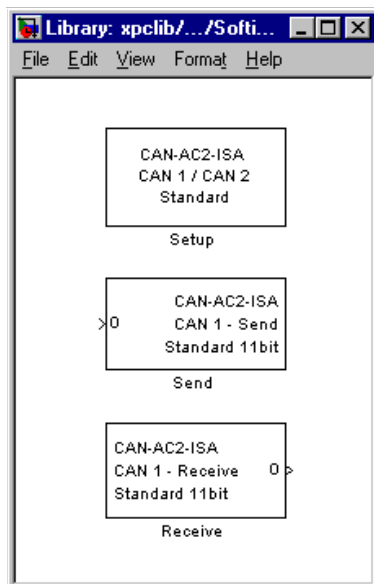 Library: xpclib/.../Softi...
File Edit View Format Help
CAN-AC2-ISA
CAN 1 / CAN 2
Standard
Setup
CAN-AC2-ISA
0 CAN 1 - Send
Standard 11bit
Send
CAN-AC2-ISA
CAN 1 - Receive 0
Standard 11bit
Receive